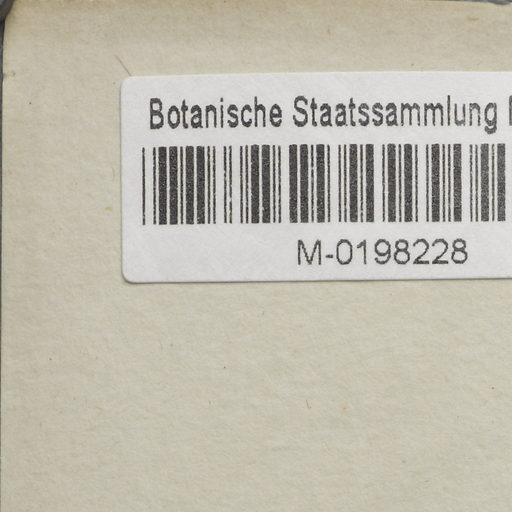 Botanische Staatssammlung
M-0198228